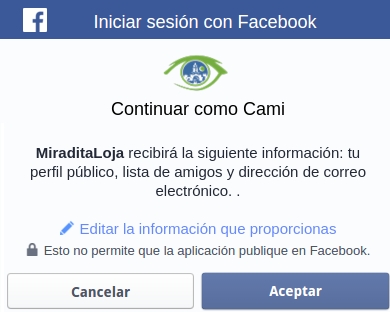 Iniciar sesión con Facebook
Continuar como Cami
MiraditaLoja recibirá la siguiente información: tu
perfil público, lista de amigos y dirección de correo
electrónico. .
Editar la información que proporcionas
Esto no permite que la aplicación publique en Facebook.
Cancelar
Aceptar